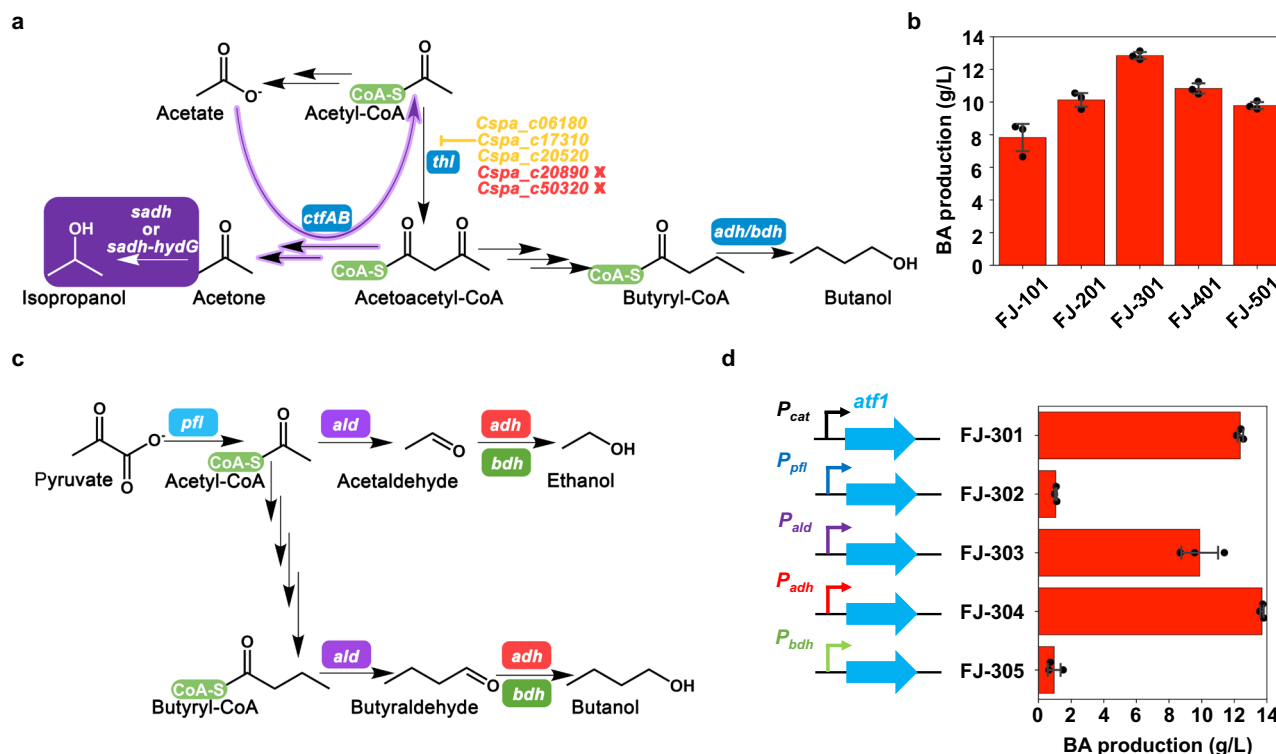 a
Acetate
O
O-
CoA-S
O
Acetyl-CoA
Cspa_c06180
Cspa_c17310
Cspa_c20520
Cspa_c20890 X
Cspa_c50320 X
thl
ctfAB
sadh
or
sadh-hydG
OH
Isopropanol
O
Acetone
CoA-S
O O
Acetoacetyl-CoA
CoA-S
O
Butyryl-CoA
adh/bdh
OH
Butanol
b
BA production (g/L)
14
12
10
8
6
4
2
0
FJ-101
FJ-201
FJ-301
FJ-401
FJ-501
c
O
O-
O
Pyruvate
pfl
O
CoA-S
Acetyl-CoA
ald
O
Acetaldehyde
adh
bdh
OH
Ethanol
O
CoA-S
Butyryl-CoA
ald
O
Butyraldehyde
adh
bdh
OH
Butanol
d
Pcat
atf1
FJ-301
Ppfl
FJ-302
Pald
FJ-303
Padh
FJ-304
Pbdh
FJ-305
0 2 4 6 8 10 12 14
BA production (g/L)